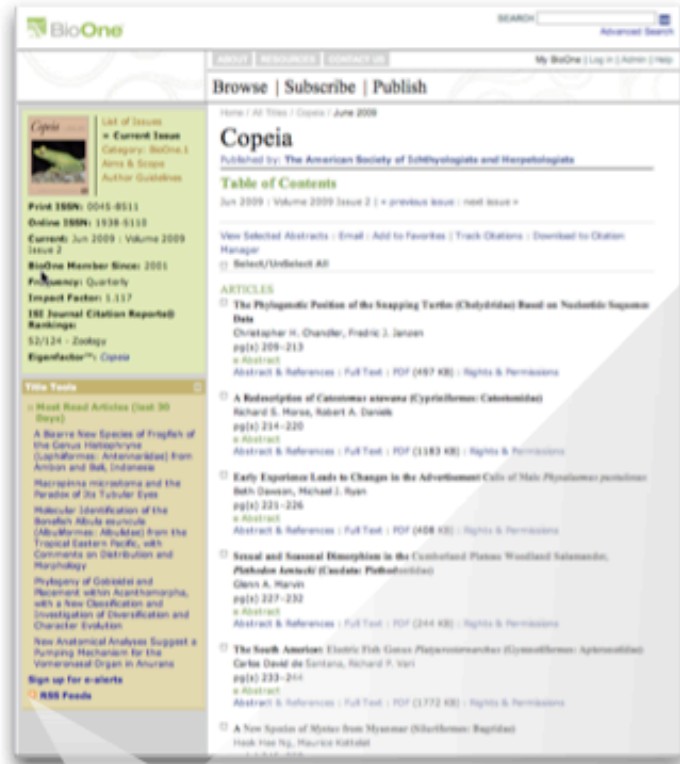 BioOne
SEARCH
Advanced Search
ABOUT RESOURCES CONTACT US
My BioOne | Log in | Admin | Help
Browse | Subscribe | Publish
Home / All Titles / Copeia / June 2009
Copeia
Published by: The American Society of Ichthyologists and Herpetologists
Table of Contents
Jun 2009 : Volume 2009 Issue 2 | « previous issue : next issue »
View Selected Abstracts : Email : Add to Favorites | Track Citations : Download to Citation
Manager
Select/UnSelect All
Copeia
List of Issues
» Current Issue
Category: BioOne.1
Aims & Scope
Author Guidelines
Print ISSN: 0045-8511
Online ISSN: 1938-5110
Current: Jun 2009 : Volume 2009
Issue 2
BioOne Member Since: 2001
Frequency: Quarterly
Impact Factor: 1.117
ISI Journal Citation Reports®
Rankings:
52/124 - Zoology
Eigenfactor™: Copeia
Title Tools
» Most Read Articles (last 30
Days)
A Bizarre New Species of Frogfish of
the Genus Histiophryne
(Lophiiformes: Antennariidae) from
Ambon and Bali, Indonesia
Macropinna microstoma and the
Paradox of Its Tubular Eyes
Molecular Identification of the
Bonefish Albula esuncula
(Albuliformes: Albulidae) from the
Tropical Eastern Pacific, with
Comments on Distribution and
Morphology
Phylogeny of Gobioidei and
Placement within Acanthomorpha,
with a New Classification and
Investigation of Diversification and
Character Evolution
New Anatomical Analyses Suggest a
Pumping Mechanism for the
Vomeronasal Organ in Anurans
Sign up for e-alerts
RSS Feeds
ARTICLES
The Phylogenetic Position of the Snapping Turtles (Chelydridae) Based on Nucleotide Sequence
Data
Christopher H. Chandler, Fredric J. Janzen
pg(s) 209–213
» Abstract
Abstract & References : Full Text : PDF (497 KB) : Rights & Permissions
A Redescription of Catostomus utawana (Cypriniformes: Catostomidae)
Richard S. Morse, Robert A. Daniels
pg(s) 214–220
» Abstract
Abstract & References : Full Text : PDF (1183 KB) : Rights & Permissions
Early Experience Leads to Changes in the Advertisement Calls of Male Physalaemus pustulosus
Beth Dawson, Michael J. Ryan
pg(s) 221–226
» Abstract
Abstract & References : Full Text : PDF (408 KB) : Rights & Permissions
Sexual and Seasonal Dimorphism in the Cumberland Plateau Woodland Salamander,
Plethodon kentucki (Caudata: Plethodontidae)
Glenn A. Marvin
pg(s) 227–232
» Abstract
Abstract & References : Full Text : PDF (244 KB) : Rights & Permissions
The South American Electric Fish Genus Platyurosternarchus (Gymnotiformes: Apteronotidae)
Carlos David de Santana, Richard P. Vari
pg(s) 233–244
» Abstract
Abstract & References : Full Text : PDF (1772 KB) : Rights & Permissions
A New Species of Mystus from Myanmar (Siluriformes: Bagridae)
Heok Hee Ng, Maurice Kottelat